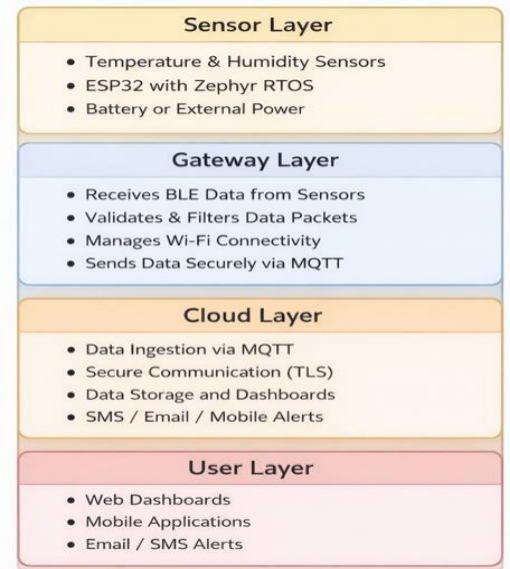 Sensor Layer
• Temperature & Humidity Sensors
• ESP32 with Zephyr RTOS
• Battery or External Power
Gateway Layer
• Receives BLE Data from Sensors
• Validates & Filters Data Packets
• Manages Wi-Fi Connectivity
• Sends Data Securely via MQTT
Cloud Layer
• Data Ingestion via MQTT
• Secure Communication (TLS)
• Data Storage and Dashboards
• SMS / Email / Mobile Alerts
User Layer
• Web Dashboards
• Mobile Applications
• Email / SMS Alerts